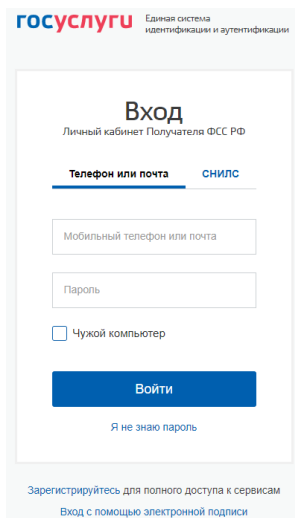 госуслуги
Единая система
идентификации и аутентификации
Вход
Личный кабинет Получателя ФСС РФ
Телефон или почта СНИЛС
Мобильный телефон или почта
Пароль
Чужой компьютер
Войти
Я не знаю пароль
Зарегистрируйтесь для полного доступа к сервисам
Вход с помощью электронной подписи